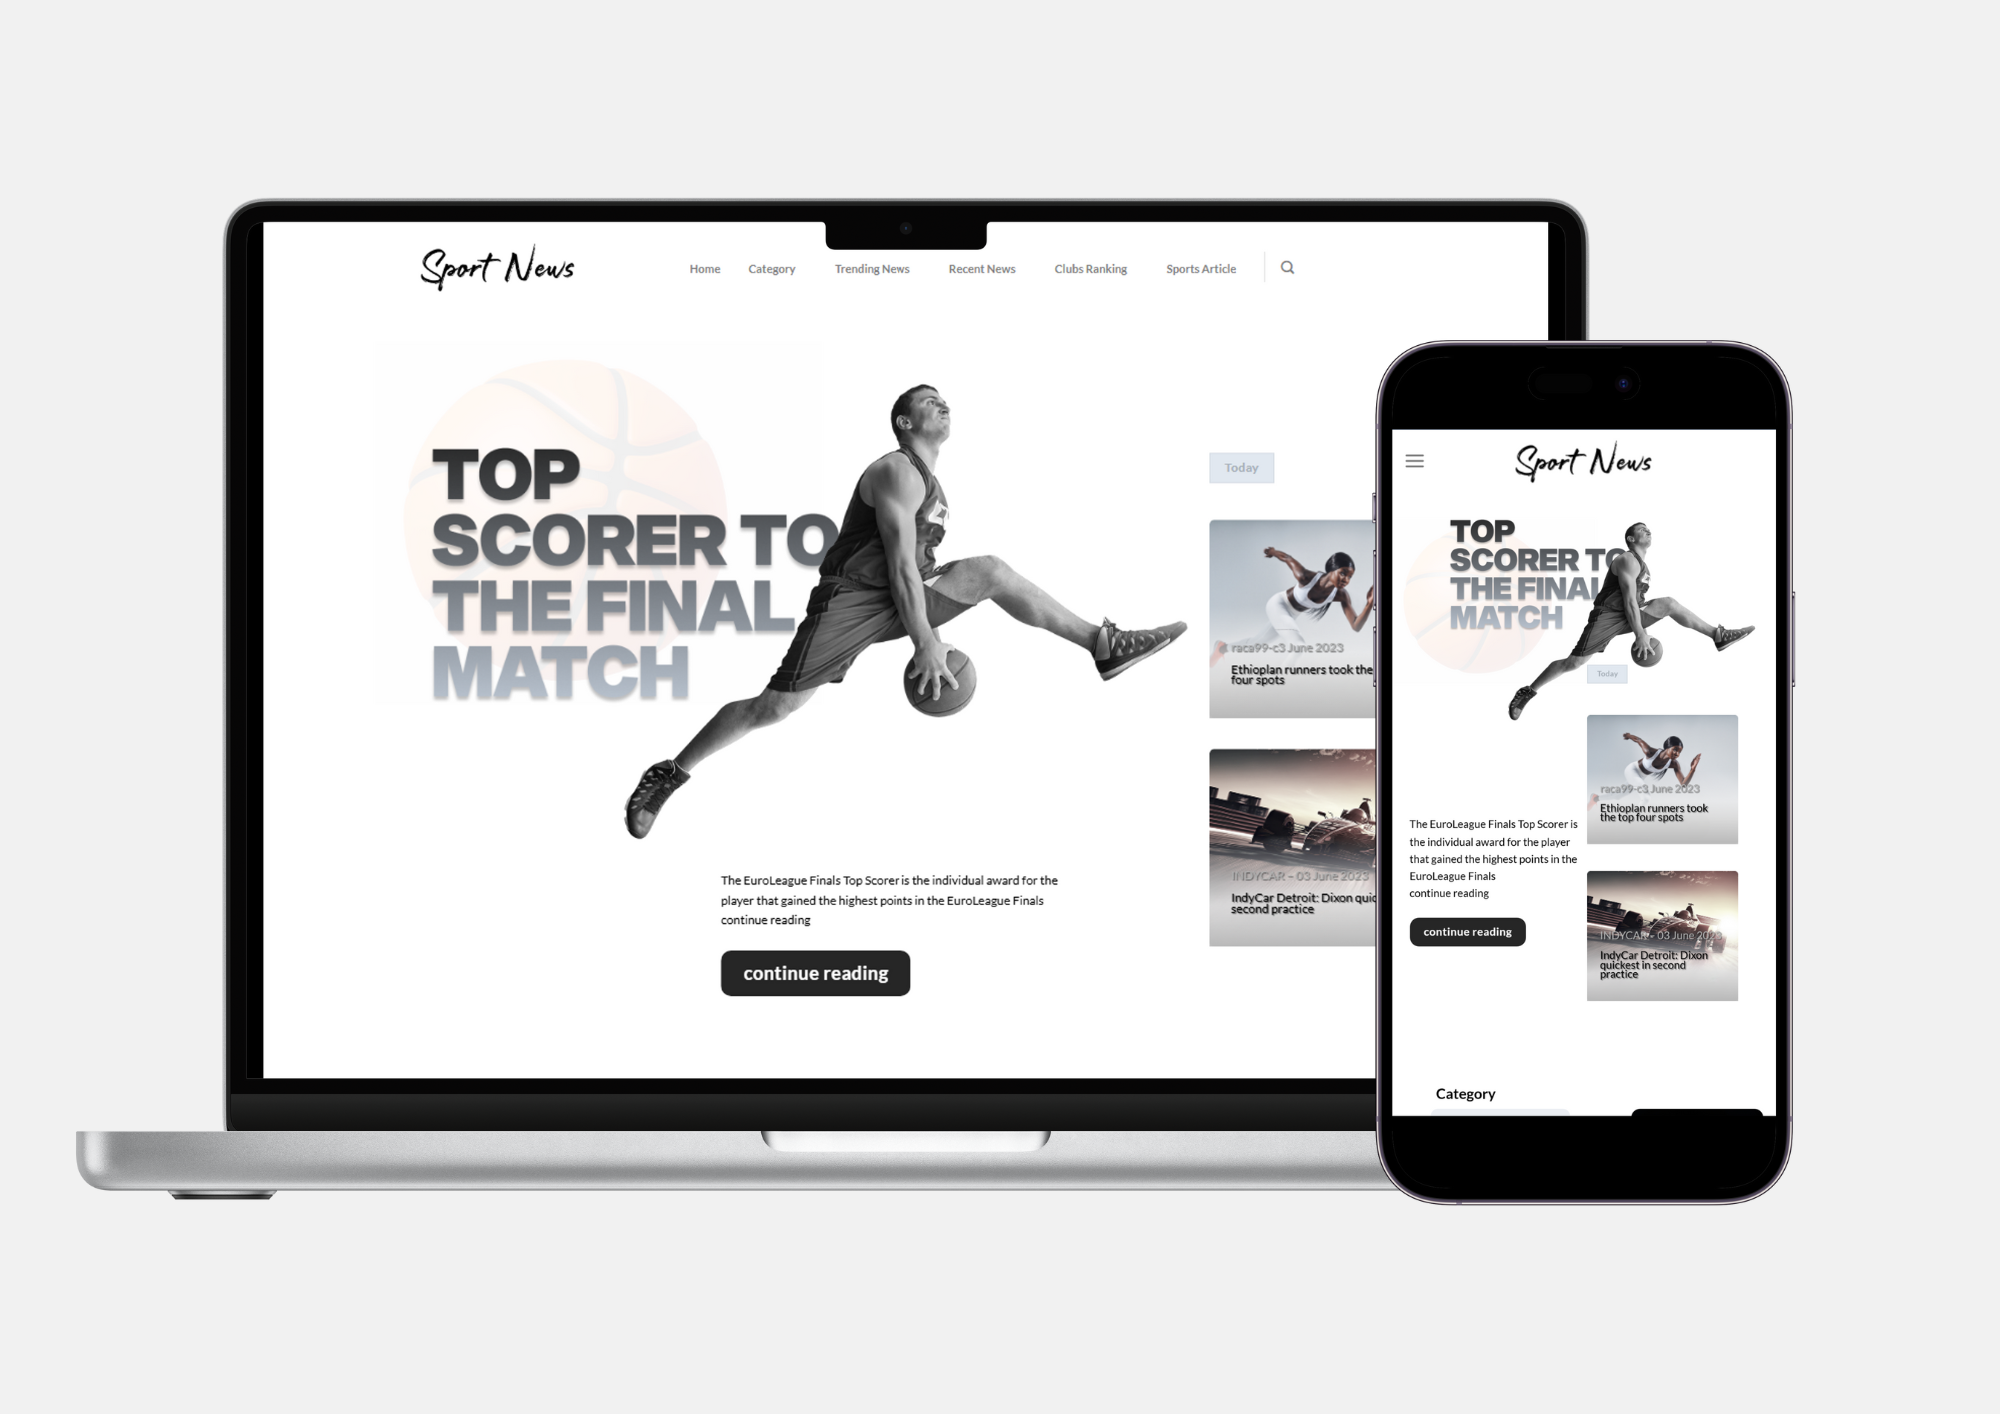 Sport News
Home Category Trending News Recent News Clubs Ranking Sports Article
TOP
SCORER TO
THE FINAL
MATCH
Today
raca99-c3 June 2023
Ethioplan runners took the
four spots
INDYCAR - 03 June 2023
IndyCar Detroit: Dixon quic
second practice
The EuroLeague Finals Top Scorer is the individual award for the
player that gained the highest points in the EuroLeague Finals
continue reading
continue reading
Sport News
TOP
SCORER TO
THE FINAL
MATCH
Today
raca99-c3 June 2023
Ethioplan runners took
the top four spots
The EuroLeague Finals Top Scorer is
the individual award for the player
that gained the highest points in the
EuroLeague Finals
continue reading
continue reading
INDYCAR - 03 June 2023
IndyCar Detroit: Dixon
quickest in second
practice
Category